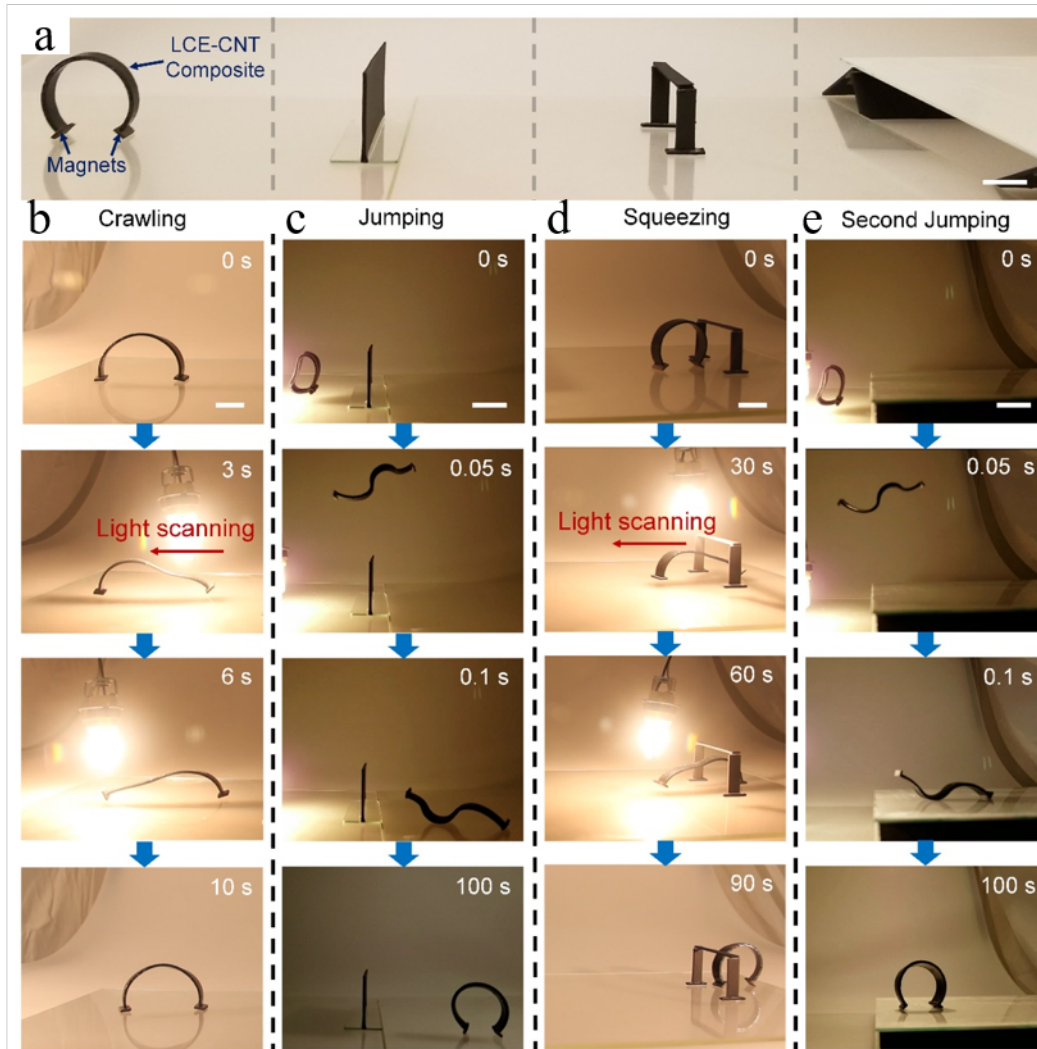 a
LCE-CNT
Composite
Magnets
b Crawling
c Jumping
d Squeezing
e Second Jumping
0 s
0 s
0 s
0 s
3 s
0.05 s
30 s
0.05 s
Light scanning
Light scanning
6 s
0.1 s
60 s
0.1 s
10 s
100 s
90 s
100 s